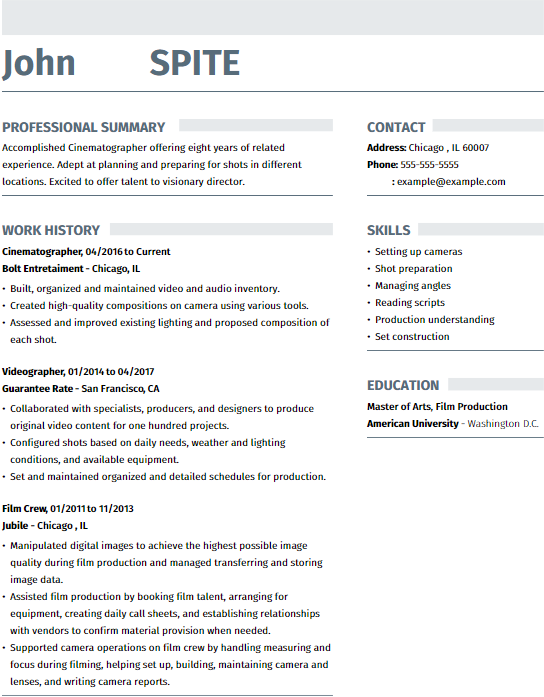 John SPITE
PROFESSIONAL SUMMARY
Accomplished Cinematographer offering eight years of related
experience. Adept at planning and preparing for shots in different
locations. Excited to offer talent to visionary director.
WORK HISTORY
Cinematographer, 04/2016 to Current
Bolt Entretaiment - Chicago, IL
• Built, organized and maintained video and audio inventory.
• Created high-quality compositions on camera using various tools.
• Assessed and improved existing lighting and proposed composition of
each shot.
Videographer, 01/2014 to 04/2017
Guarantee Rate - San Francisco, CA
• Collaborated with specialists, producers, and designers to produce
original video content for one hundred projects.
• Configured shots based on daily needs, weather and lighting
conditions, and available equipment.
• Set and maintained organized and detailed schedules for production.
Film Crew, 01/2011 to 11/2013
Jubile - Chicago , IL
• Manipulated digital images to achieve the highest possible image
quality during film production and managed transferring and storing
image data.
• Assisted film production by booking film talent, arranging for
equipment, creating daily call sheets, and establishing relationships
with vendors to confirm material provision when needed.
• Supported camera operations on film crew by handling measuring and
focus during filming, helping set up, building, maintaining camera and
lenses, and writing camera reports.
CONTACT
Address: Chicago , IL 60007
Phone: 555-555-5555
: example@example.com
SKILLS
• Setting up cameras
• Shot preparation
• Managing angles
• Reading scripts
• Production understanding
• Set construction
EDUCATION
Master of Arts, Film Production
American University - Washington D.C.